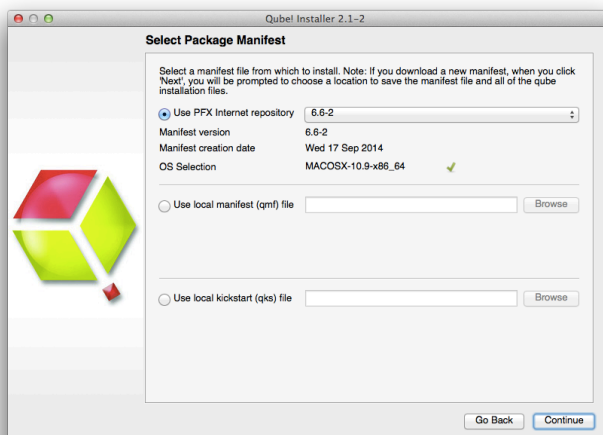 Qube! Installer 2.1-2
Select Package Manifest
Select a manifest file from which to install. Note: If you download a new manifest, when you click
'Next', you will be prompted to choose a location to save the manifest file and all of the qube
installation files.
Use PFX Internet repository 6.6-2
Manifest version 6.6-2
Manifest creation date Wed 17 Sep 2014
OS Selection MACOSX-10.9-x86_64
Use local manifest (qmf) file Browse
Use local kickstart (qks) file Browse
Go Back Continue